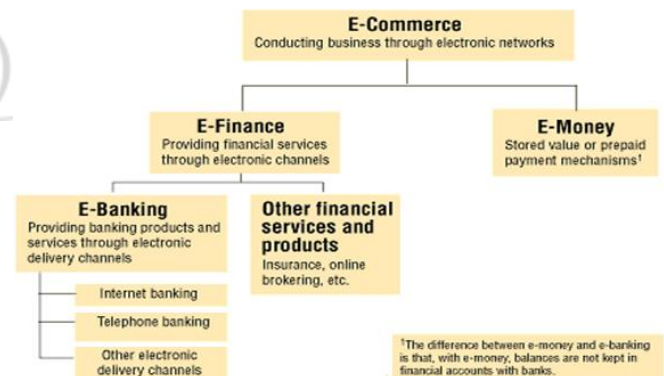 E-Commerce
Conducting business through electronic networks
E-Finance
Providing financial services
through electronic channels
E-Money
Stored value or prepaid
payment mechanisms¹
E-Banking
Providing banking products and
services through electronic
delivery channels
Other financial
services and
products
Insurance, online
brokering, etc.
Internet banking
Telephone banking
Other electronic
delivery channels
¹The difference between e-money and e-banking
is that, with e-money, balances are not kept in
financial accounts with banks.